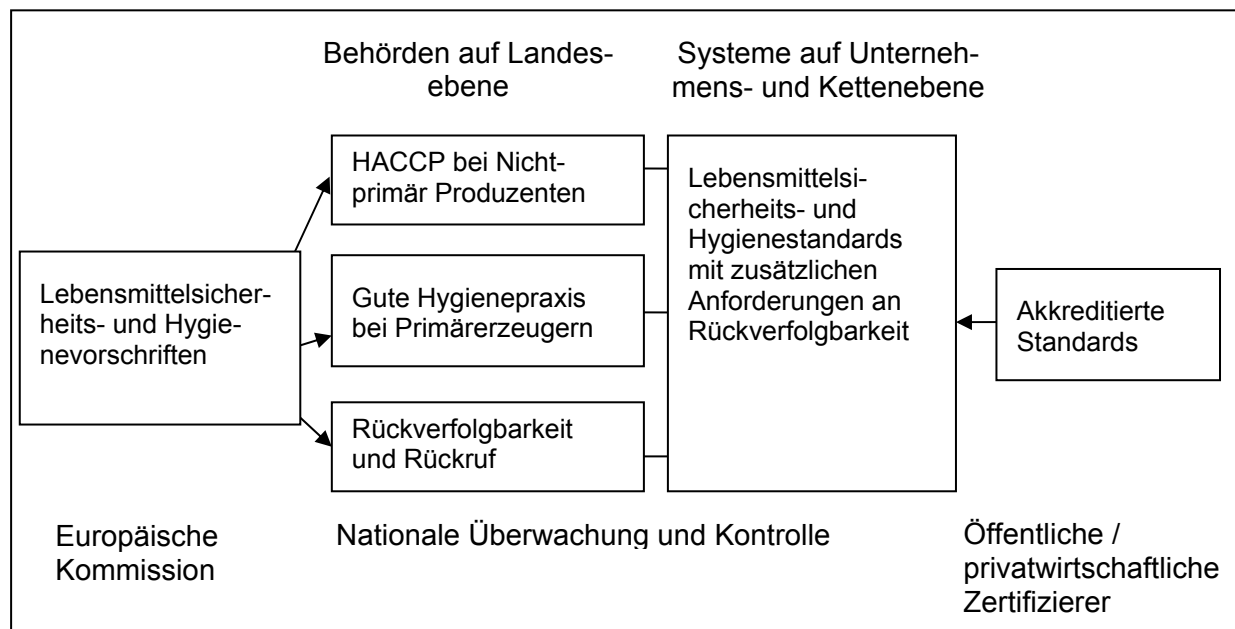 Behörden auf Landes-
ebene
Systeme auf Unterneh-
mens- und Kettenebene
HACCP bei Nicht-
primär Produzenten
Lebensmittelsi-
cherheits- und
Hygienestandards
mit zusätzlichen
Anforderungen an
Rückverfolgbarkeit
Lebensmittelsicher-
heits- und Hygie-
nevorschriften
Gute Hygienepraxis
bei Primärerzeugern
Akkreditierte
Standards
Rückverfolgbarkeit
und Rückruf
Europäische
Kommission
Nationale Überwachung und Kontrolle
Öffentliche /
privatwirtschaftliche
Zertifizierer